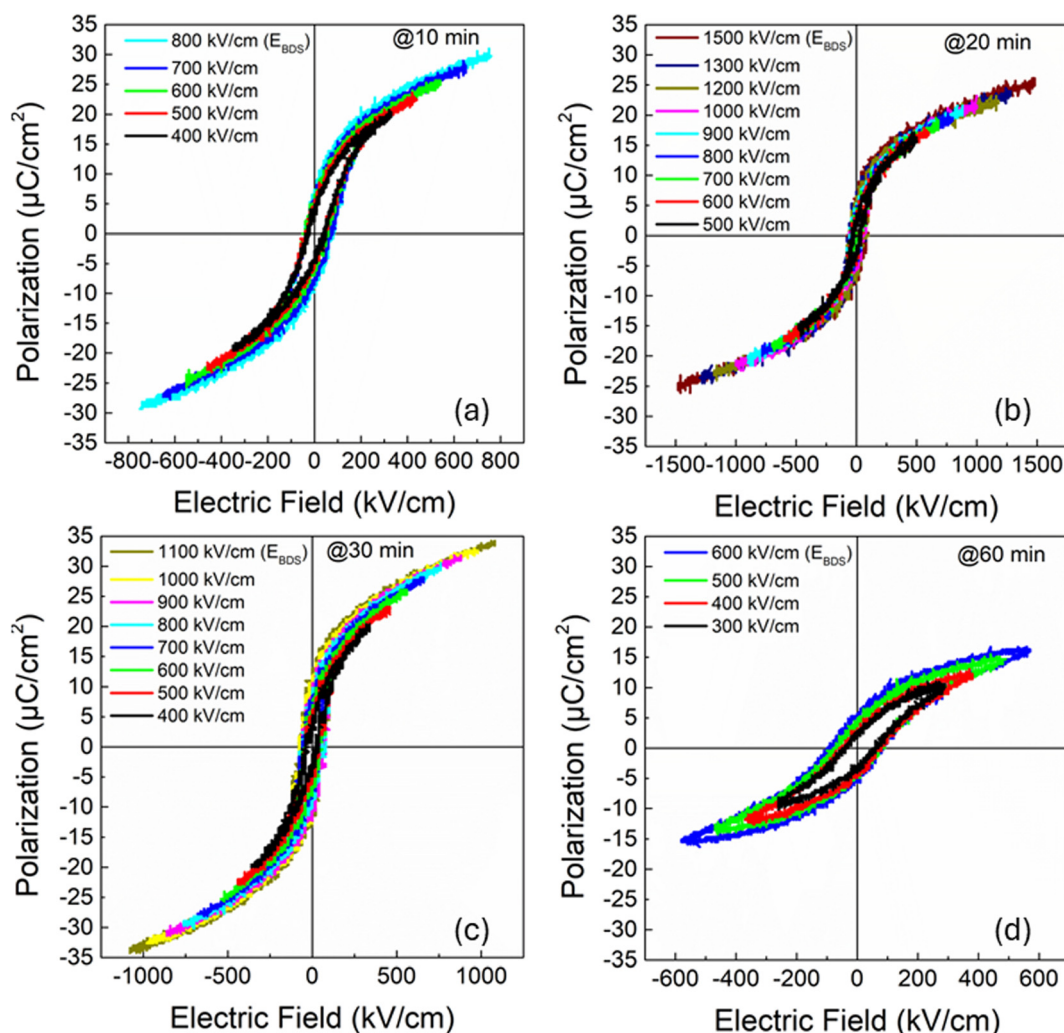 @10 min
800 kV/cm (E_BDS)
700 kV/cm
600 kV/cm
500 kV/cm
400 kV/cm
35
30
25
20
15
10
5
0
-5
-10
-15
-20
-25
-30
-35
Polarization (µC/cm²)
(a)
-800 -600 -400 -200 0 200 400 600 800
Electric Field (kV/cm)
@20 min
1500 kV/cm (E_BDS)
1300 kV/cm
1200 kV/cm
1000 kV/cm
900 kV/cm
800 kV/cm
700 kV/cm
600 kV/cm
500 kV/cm
35
30
25
20
15
10
5
0
-5
-10
-15
-20
-25
-30
-35
Polarization (µC/cm²)
(b)
-1500 -1000 -500 0 500 1000 1500
Electric Field (kV/cm)
@30 min
1100 kV/cm (E_BDS)
1000 kV/cm
900 kV/cm
800 kV/cm
700 kV/cm
600 kV/cm
500 kV/cm
400 kV/cm
35
30
25
20
15
10
5
0
-5
-10
-15
-20
-25
-30
-35
Polarization (µC/cm²)
(c)
-1000 -500 0 500 1000
Electric Field (kV/cm)
@60 min
600 kV/cm (E_BDS)
500 kV/cm
400 kV/cm
300 kV/cm
35
30
25
20
15
10
5
0
-5
-10
-15
-20
-25
-30
-35
Polarization (µC/cm²)
(d)
-600 -400 -200 0 200 400 600
Electric Field (kV/cm)